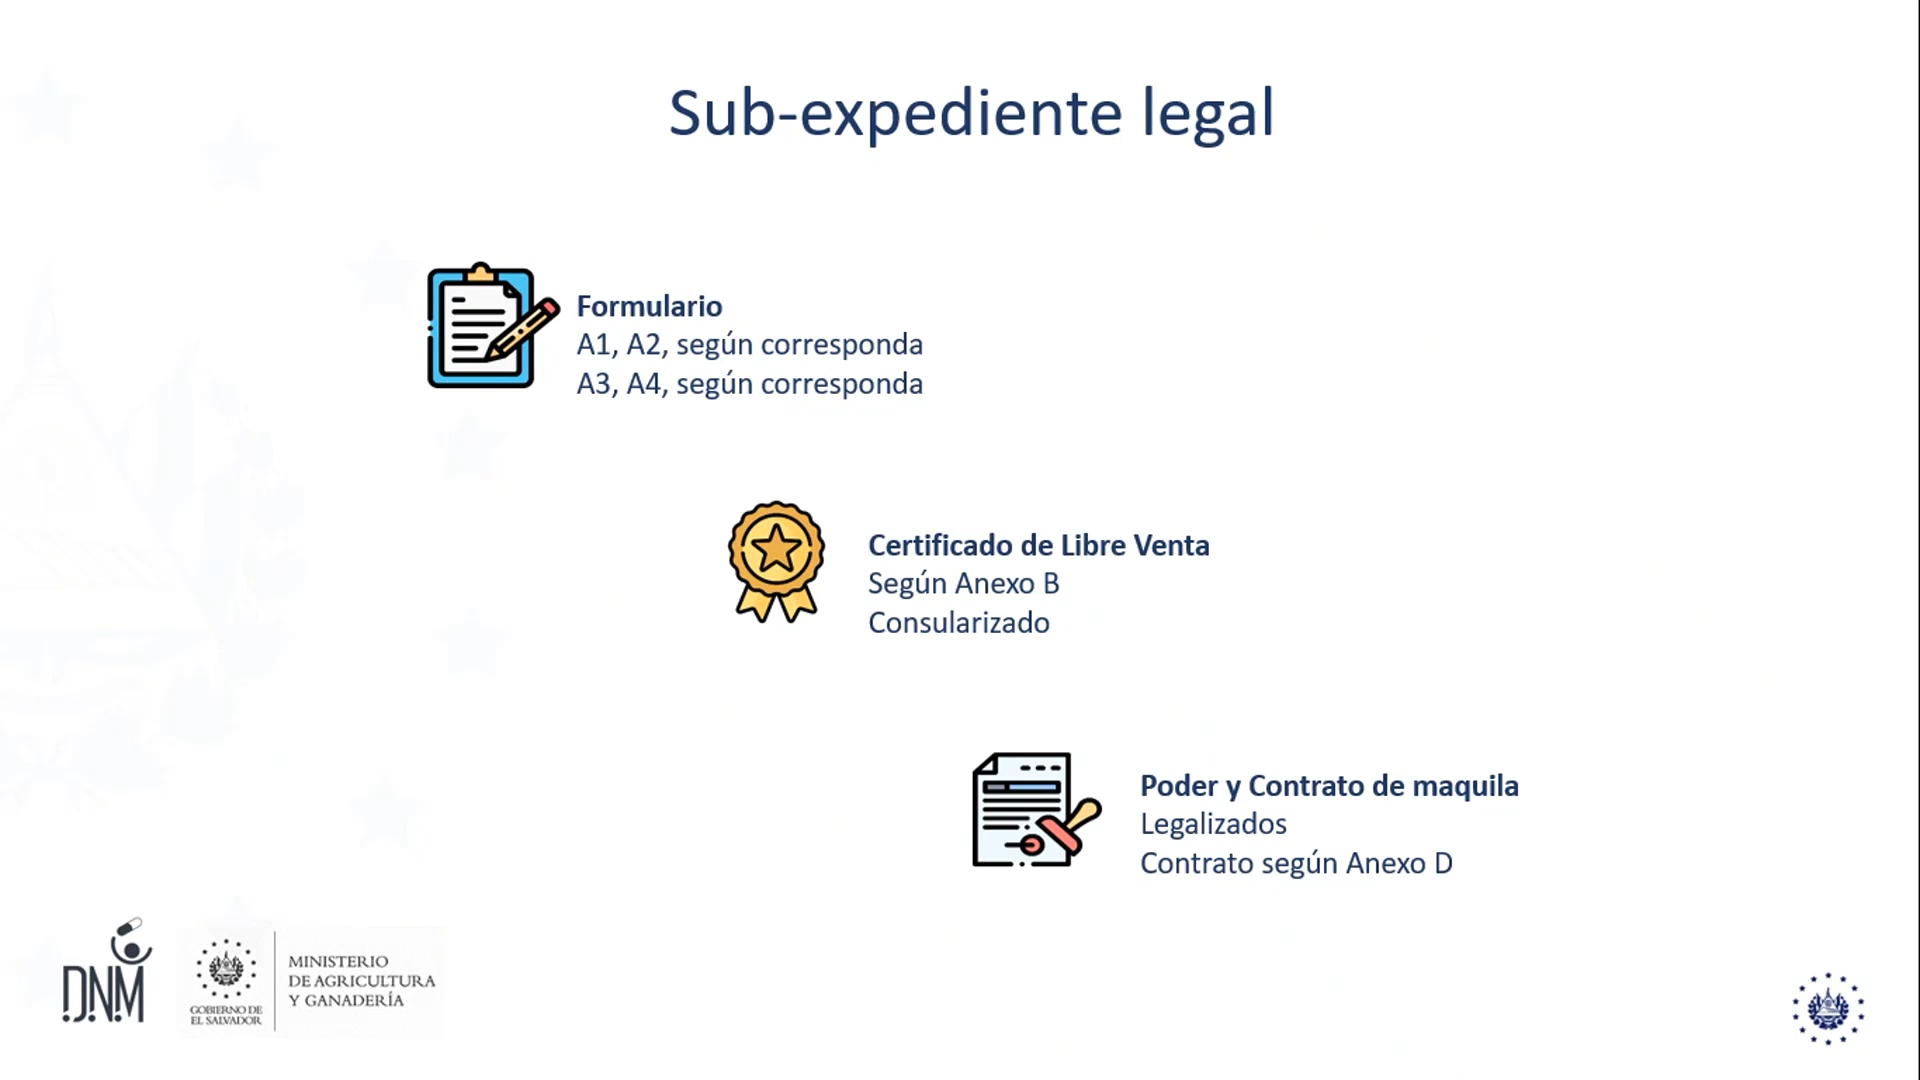 Sub-expediente legal
Formulario
A1, A2, según corresponda
A3, A4, según corresponda
Certificado de Libre Venta
Según Anexo B
Consularizado
Poder y Contrato de maquila
Legalizados
Contrato según Anexo D
D.N.M
GOBIERNO DE
EL SALVADOR
MINISTERIO
DE AGRICULTURA
Y GANADERÍA